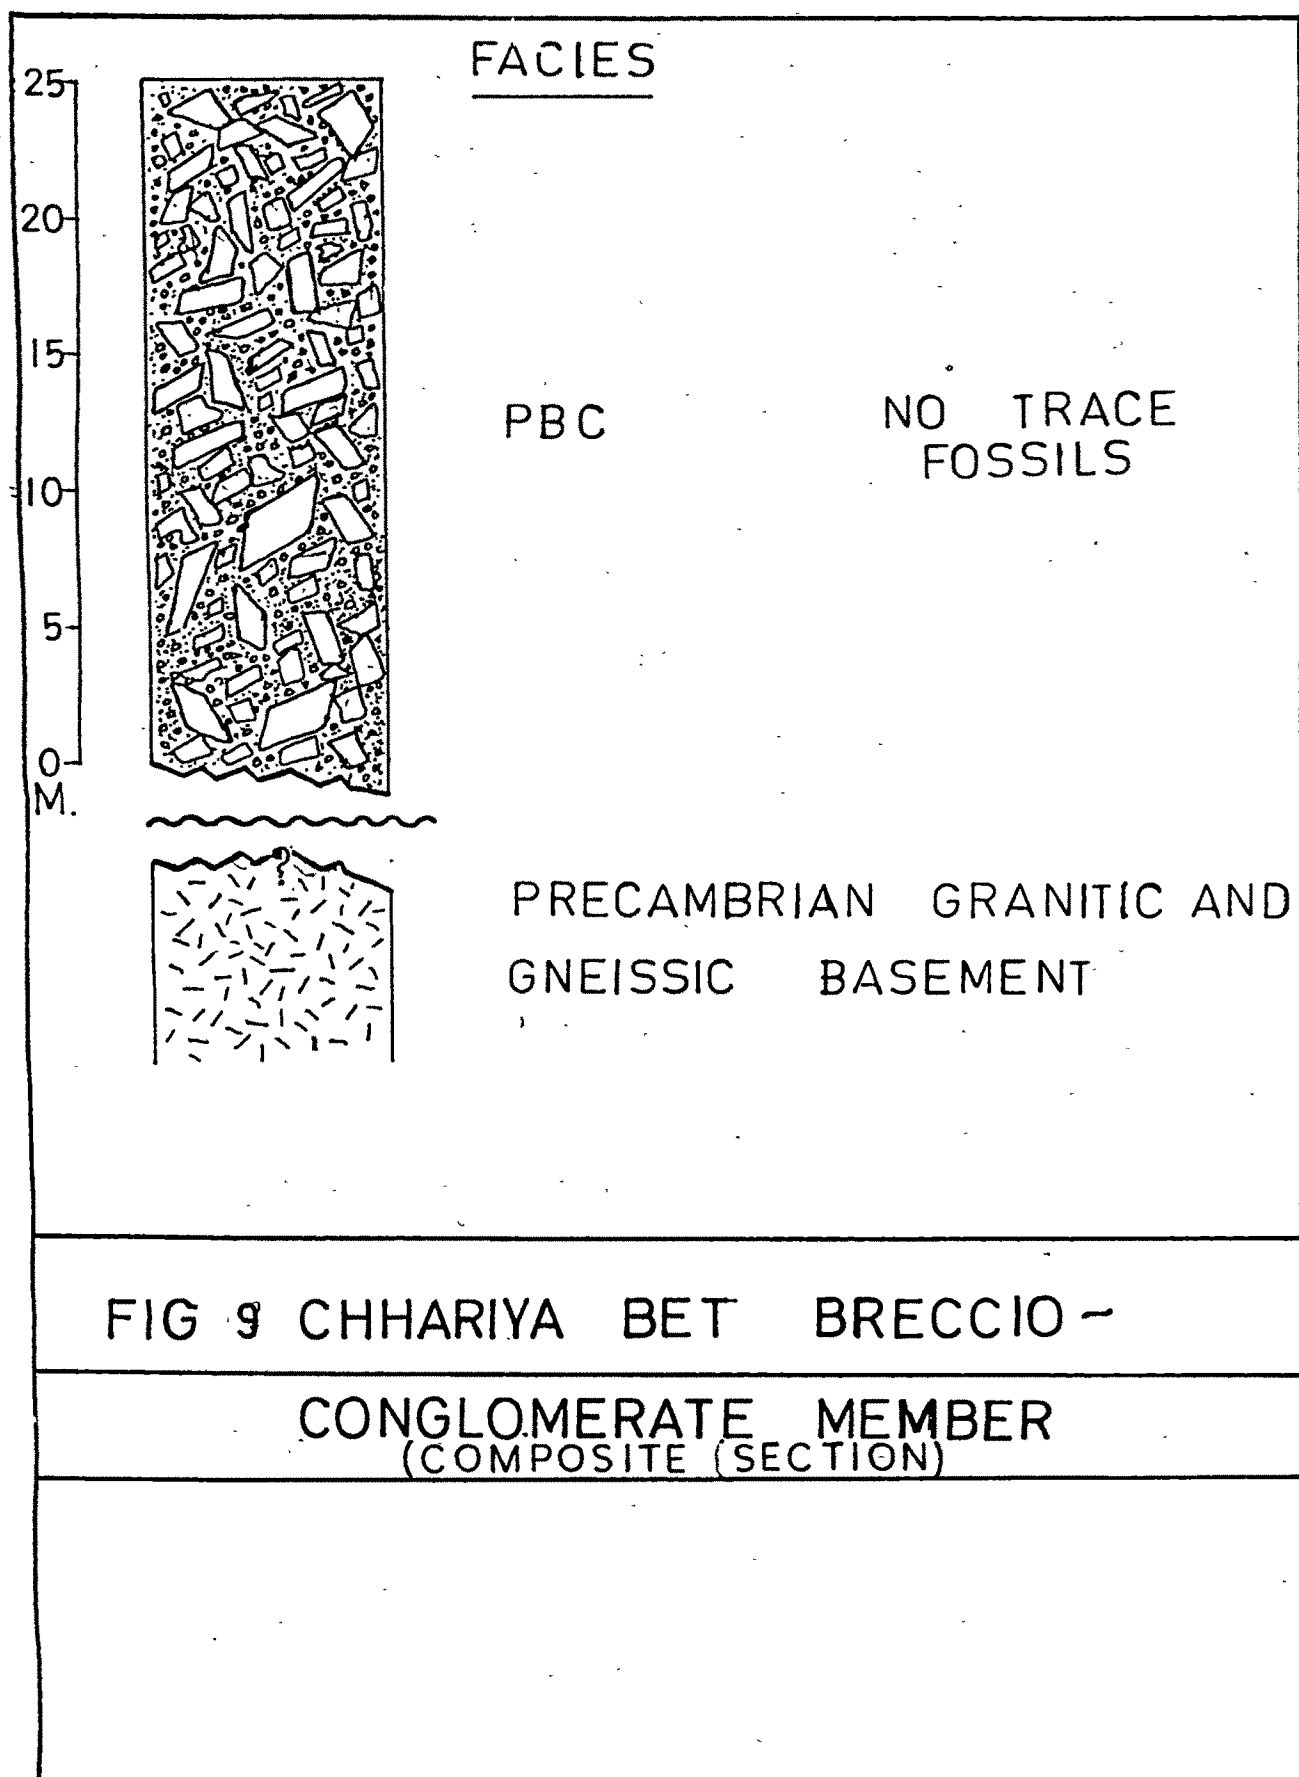 FACIES
25
20
15
10
5
0
M.
PBC
NO TRACE
FOSSILS
?
PRECAMBRIAN GRANITIC AND
GNEISSIC BASEMENT
FIG 9 CHHARIYA BET BRECCIO-
CONGLOMERATE MEMBER
(COMPOSITE (SECTION)